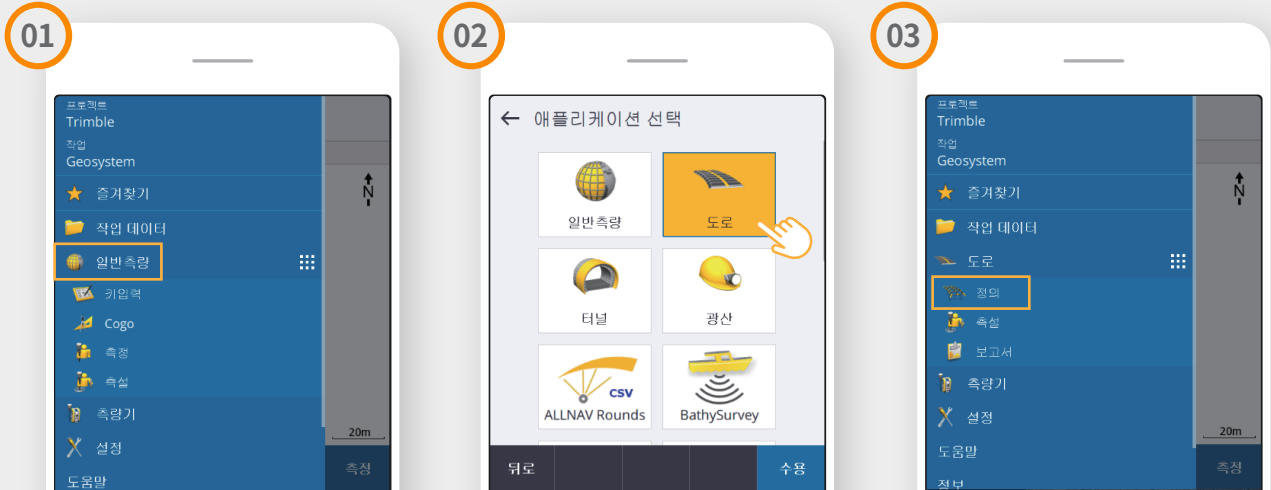 01
프로젝트
Trimble
작업
Geosystem
즐겨찾기
작업 데이터
일반측량
키입력
Cogo
측정
측설
측량기
설정
도움말
N
20m
측정
02
애플리케이션 선택
일반측량
도로
터널
광산
CSV
ALLNAV Rounds
BathySurvey
뒤로
수용
03
프로젝트
Trimble
작업
Geosystem
즐겨찾기
작업 데이터
도로
정의
측설
보고서
측량기
설정
도움말
정보
N
20m
측정